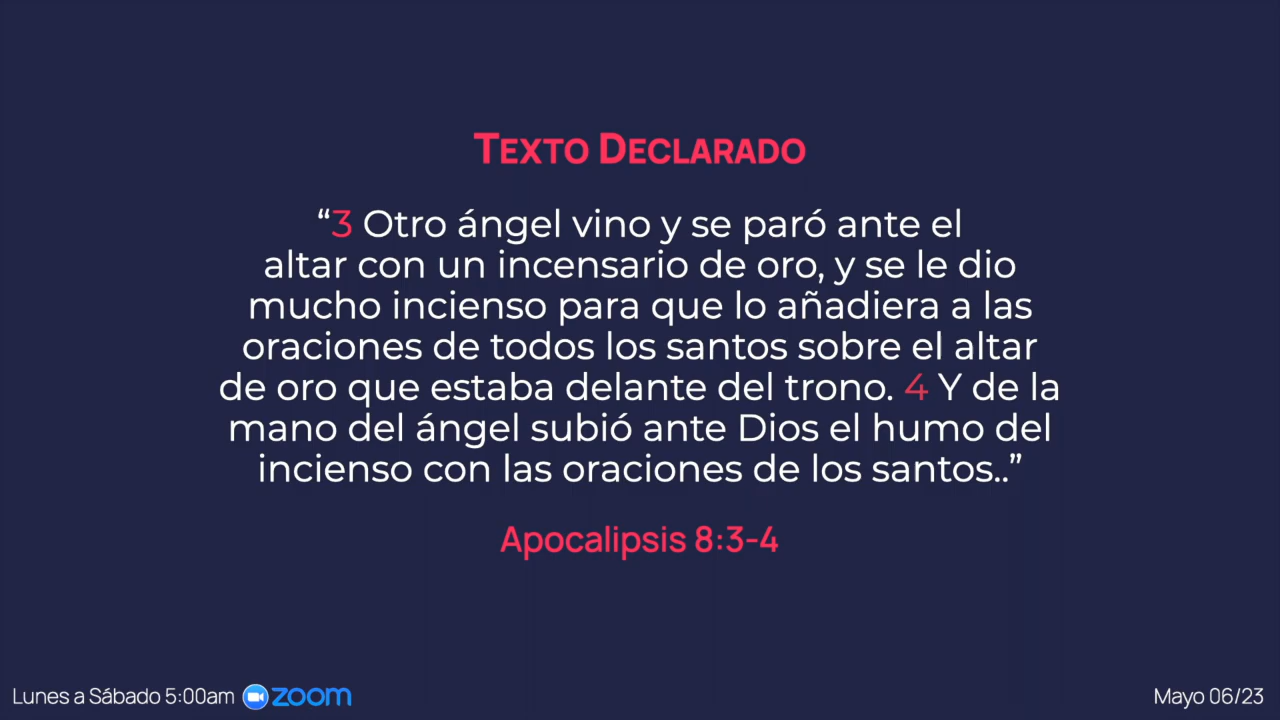 TEXTO DECLARADO
“3 Otro ángel vino y se paró ante el
altar con un incensario de oro, y se le dio
mucho incienso para que lo añadiera a las
oraciones de todos los santos sobre el altar
de oro que estaba delante del trono. 4 Y de la
mano del ángel subió ante Dios el humo del
incienso con las oraciones de los santos..”
Apocalipsis 8:3-4
Lunes a Sábado 5:00am zoom
Mayo 06/23